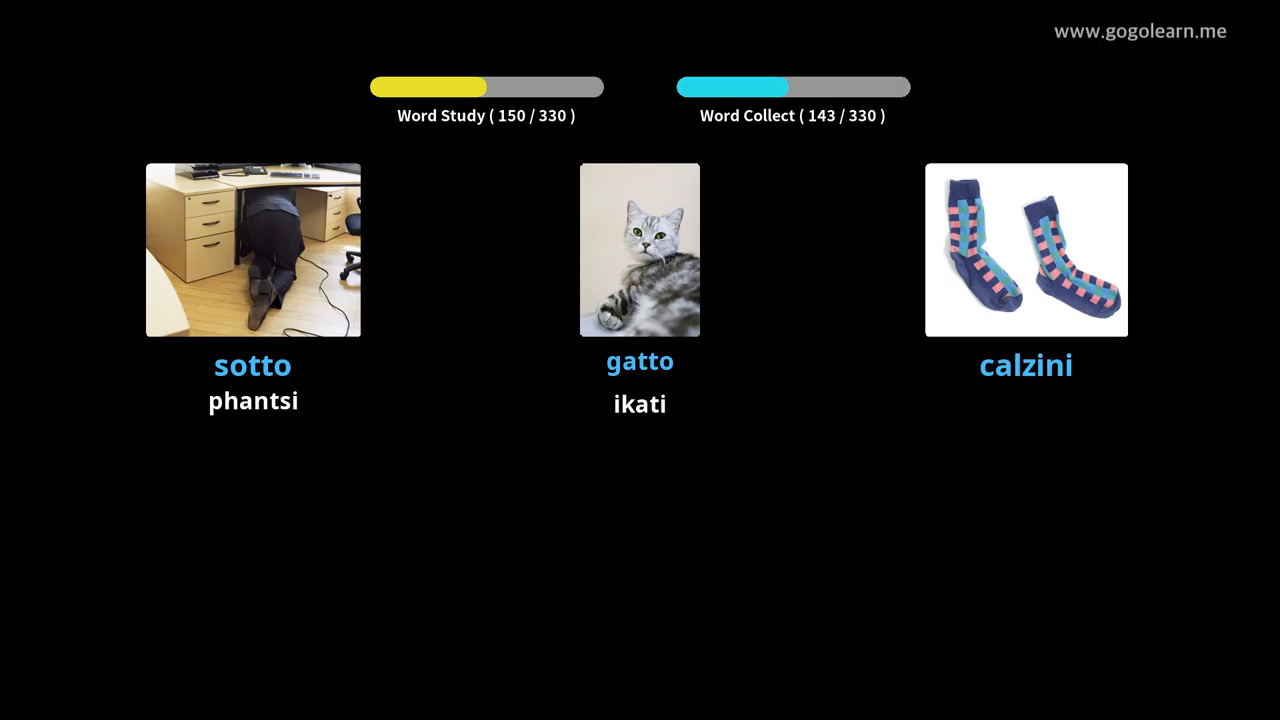 www.gogolearn.me
Word Study ( 150 / 330 )
Word Collect ( 143 / 330 )
sotto
gatto
calzini
phantsi
ikati